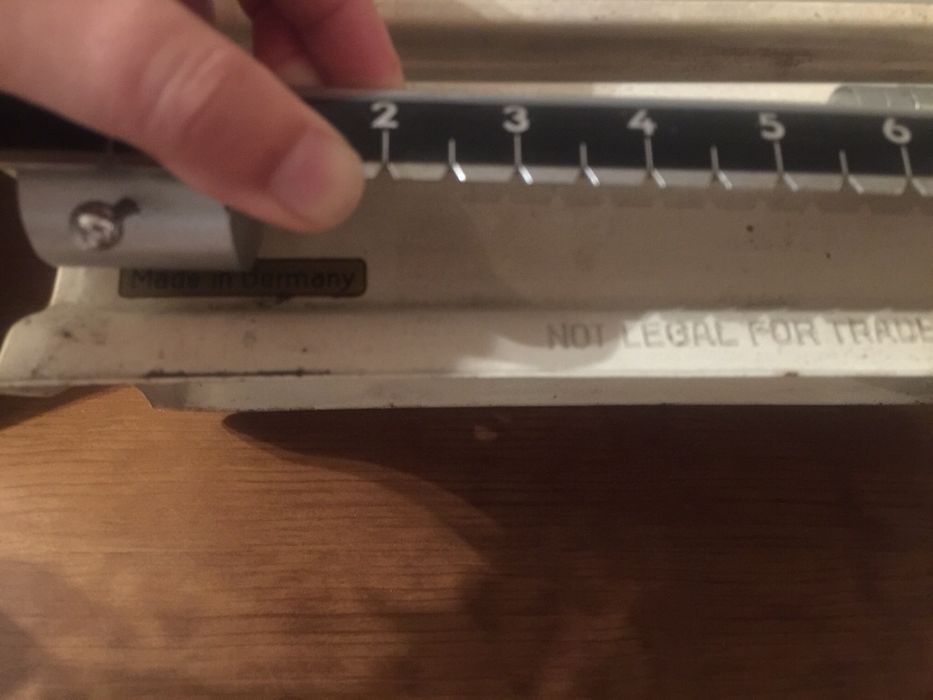 2 3 4 5 6
Made in Germany
NOT LEGAL FOR TRADE